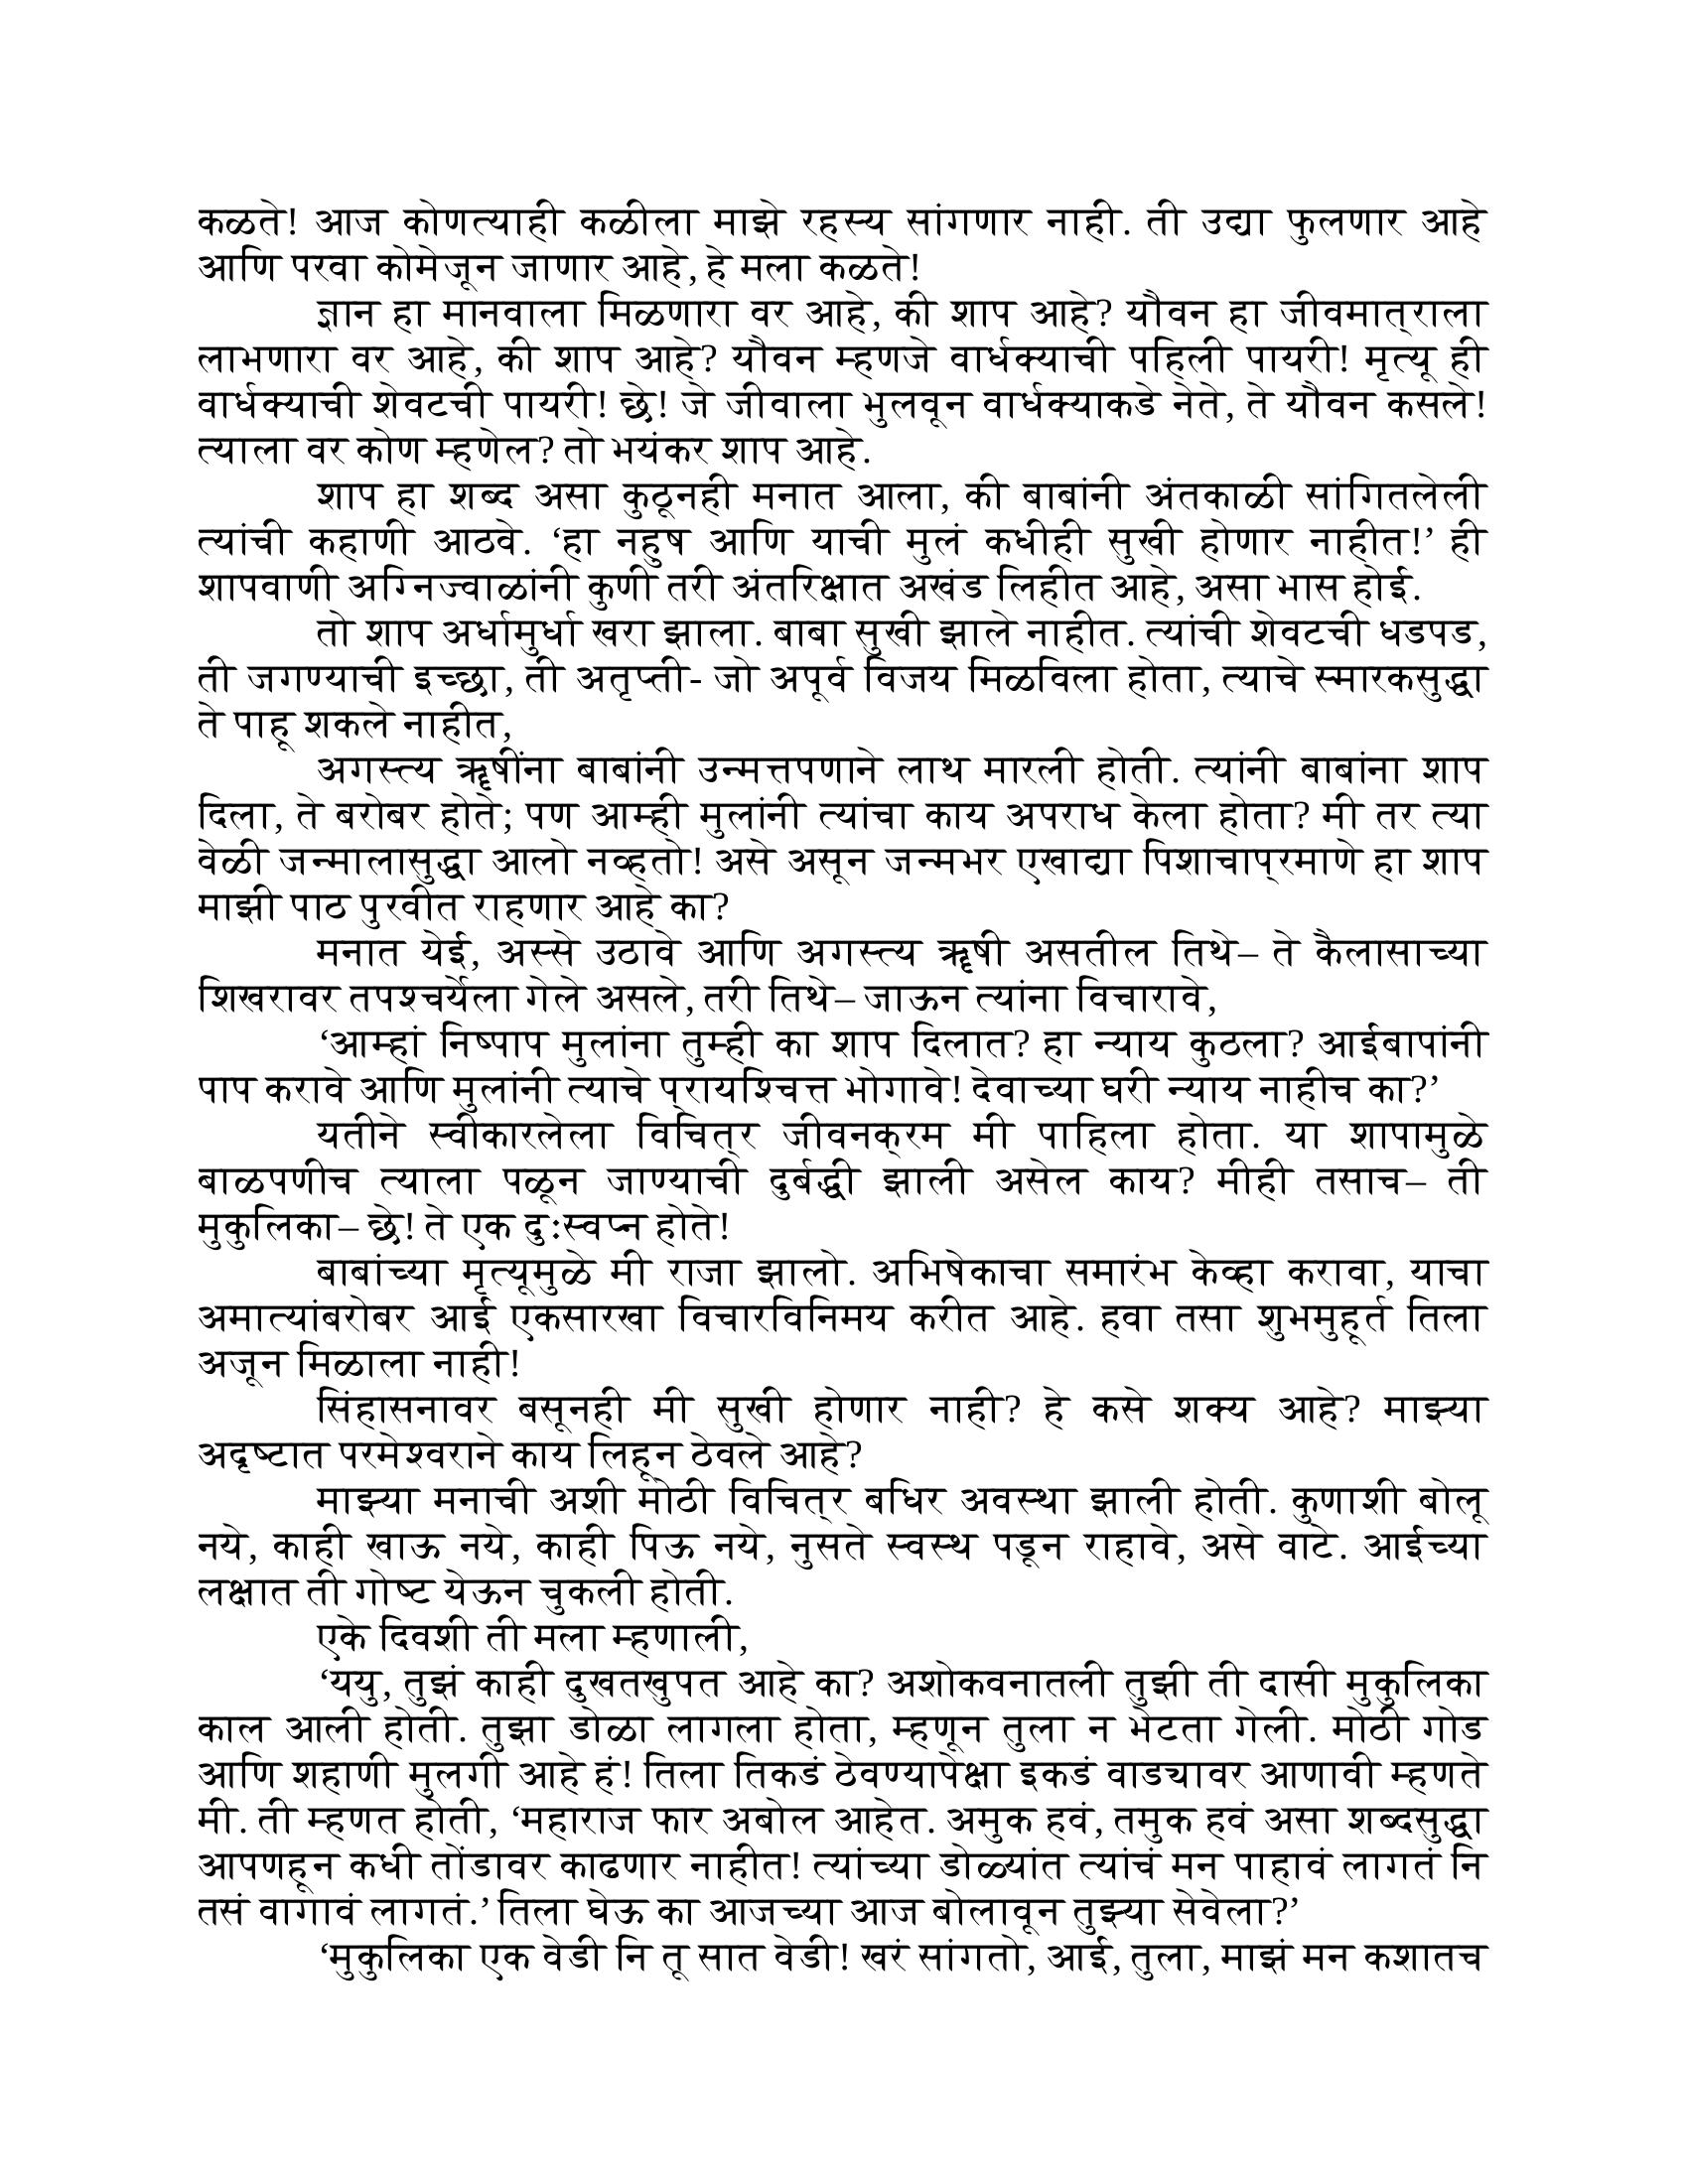 कळते! आज कोणत्याही कळीला माझे रहस्य सांगणार नाही. ती उद्या फुलणार आहे
आणि परवा कोमेजून जाणार आहे, हे मला कळते!
ज्ञान हा मानवाला मिळणारा वर आहे, की शाप आहे? यौवन हा जीवमात्राला
लाभणारा वर आहे, की शाप आहे? यौवन म्हणजे वार्धक्याची पहिली पायरी! मृत्यू ही
वार्धक्याची शेवटची पायरी! छे! जे जीवाला भुलवून वार्धक्याकडे नेते, ते यौवन कसले!
त्याला वर कोण म्हणेल? तो भयंकर शाप आहे.
शाप हा शब्द असा कुठूनही मनात आला, की बाबांनी अंतकाळी सांगितलेली
त्यांची कहाणी आठवे. ‘हा नहुष आणि याची मुलं कधीही सुखी होणार नाहीत!’ ही
शापवाणी अग्निज्वाळांनी कुणी तरी अंतरिक्षात अखंड लिहीत आहे, असा भास होई.
तो शाप अर्धामुर्धा खरा झाला. बाबा सुखी झाले नाहीत. त्यांची शेवटची धडपड,
ती जगण्याची इच्छा, ती अतृप्ती- जो अपूर्व विजय मिळविला होता, त्याचे स्मारकसुद्धा
ते पाहू शकले नाहीत,
अगस्त्य ॠषींना बाबांनी उन्मत्तपणाने लाथ मारली होती. त्यांनी बाबांना शाप
दिला, ते बरोबर होते; पण आम्ही मुलांनी त्यांचा काय अपराध केला होता? मी तर त्या
वेळी जन्मालासुद्धा आलो नव्हतो! असे असून जन्मभर एखाद्या पिशाचाप्रमाणे हा शाप
माझी पाठ पुरवीत राहणार आहे का?
मनात येई, अस्से उठावे आणि अगस्त्य ॠषी असतील तिथे– ते कैलासाच्या
शिखरावर तपश्चर्येला गेले असले, तरी तिथे– जाऊन त्यांना विचारावे,
‘आम्हां निष्पाप मुलांना तुम्ही का शाप दिलात? हा न्याय कुठला? आईबापांनी
पाप करावे आणि मुलांनी त्याचे प्रायश्चित्त भोगावे! देवाच्या घरी न्याय नाहीच का?’
यतीने स्वीकारलेला विचित्र जीवनक्रम मी पाहिला होता. या शापामुळे
बाळपणीच त्याला पळून जाण्याची दुर्बद्धी झाली असेल काय? मीही तसाच– ती
मुकुलिका– छे! ते एक दुःस्वप्न होते!
बाबांच्या मृत्यूमुळे मी राजा झालो. अभिषेकाचा समारंभ केव्हा करावा, याचा
अमात्यांबरोबर आई एकसारखा विचारविनिमय करीत आहे. हवा तसा शुभमुहूर्त तिला
अजून मिळाला नाही!
सिंहासनावर बसूनही मी सुखी होणार नाही? हे कसे शक्य आहे? माझ्या
अदृष्टात परमेश्वराने काय लिहून ठेवले आहे?
माझ्या मनाची अशी मोठी विचित्र बधिर अवस्था झाली होती. कुणाशी बोलू
नये, काही खाऊ नये, काही पिऊ नये, नुसते स्वस्थ पडून राहावे, असे वाटे. आईच्या
लक्षात ती गोष्ट येऊन चुकली होती.
एके दिवशी ती मला म्हणाली,
‘ययु, तुझं काही दुखतखुपत आहे का? अशोकवनातली तुझी ती दासी मुकुलिका
काल आली होती. तुझा डोळा लागला होता, म्हणून तुला न भेटता गेली. मोठी गोड
आणि शहाणी मुलगी आहे हं! तिला तिकडं ठेवण्यापेक्षा इकडं वाड्यावर आणावी म्हणते
मी. ती म्हणत होती, ‘महाराज फार अबोल आहेत. अमुक हवं, तमुक हवं असा शब्दसुद्धा
आपणहून कधी तोंडावर काढणार नाहीत! त्यांच्या डोळ्यांत त्यांचं मन पाहावं लागतं नि
तसं वागावं लागतं.’ तिला घेऊ का आजच्या आज बोलावून तुझ्या सेवेला?’
‘मुकुलिका एक वेडी नि तू सात वेडी! खरं सांगतो, आई, तुला, माझं मन कशातच